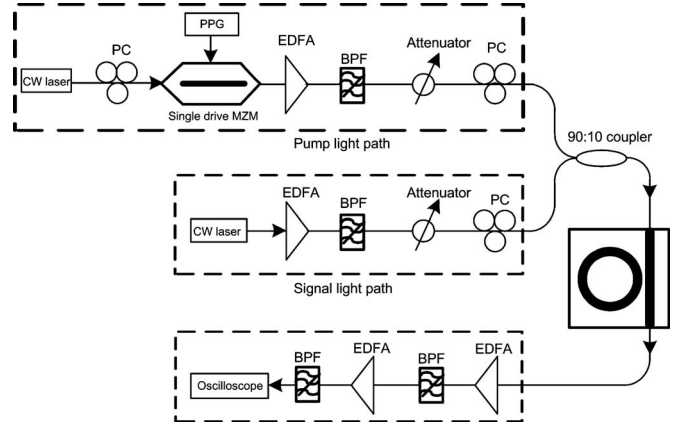 PPG
PC
EDFA
BPF
Attenuator
PC
CW laser
Single drive MZM
Pump light path
90:10 coupler
EDFA
BPF
Attenuator
PC
CW laser
Signal light path
BPF
EDFA
BPF
EDFA
Oscilloscope